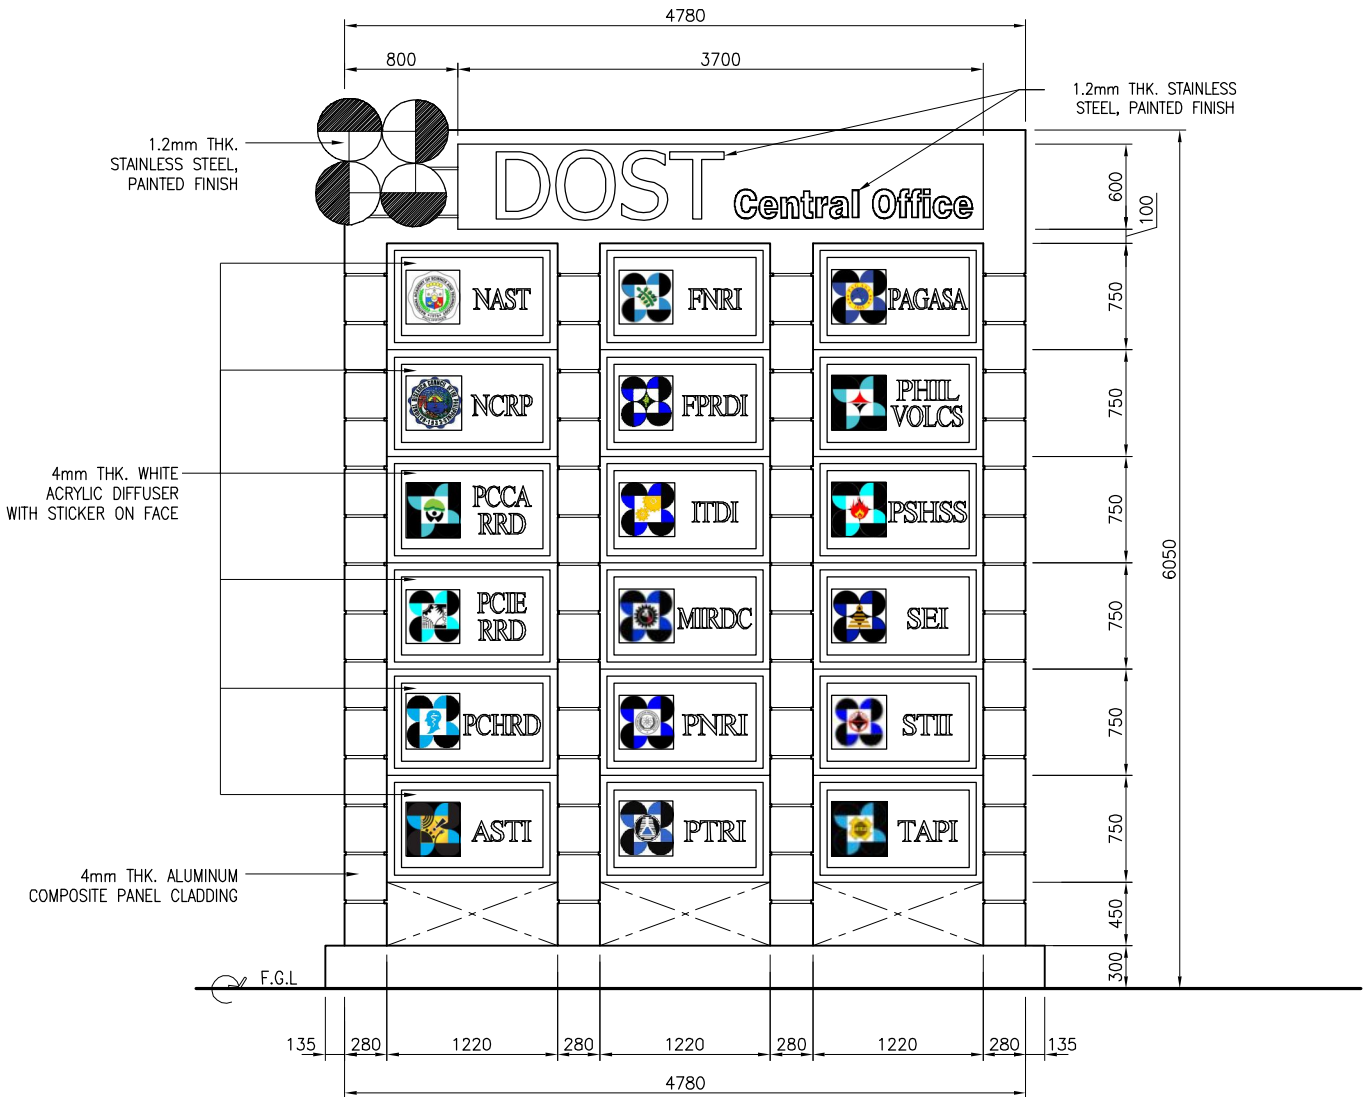 4780
800
3700
1.2mm THK. STAINLESS
STEEL, PAINTED FINISH
1.2mm THK.
STAINLESS STEEL,
PAINTED FINISH
DOST
Central Office
600
100
NAST
FNRI
PAGASA
750
NCRP
FPRDI
PHIL
VOLCS
750
4mm THK. WHITE
ACRYLIC DIFFUSER
WITH STICKER ON FACE
PCCA
RRD
ITDI
PSHSS
750
6050
PCIE
RRD
MIRDC
SEI
750
PCHRD
PNRI
STII
750
ASTI
PTRI
TAPI
750
4mm THK. ALUMINUM
COMPOSITE PANEL CLADDING
450
300
F.G.L
135
280
1220
280
1220
280
1220
280
135
4780